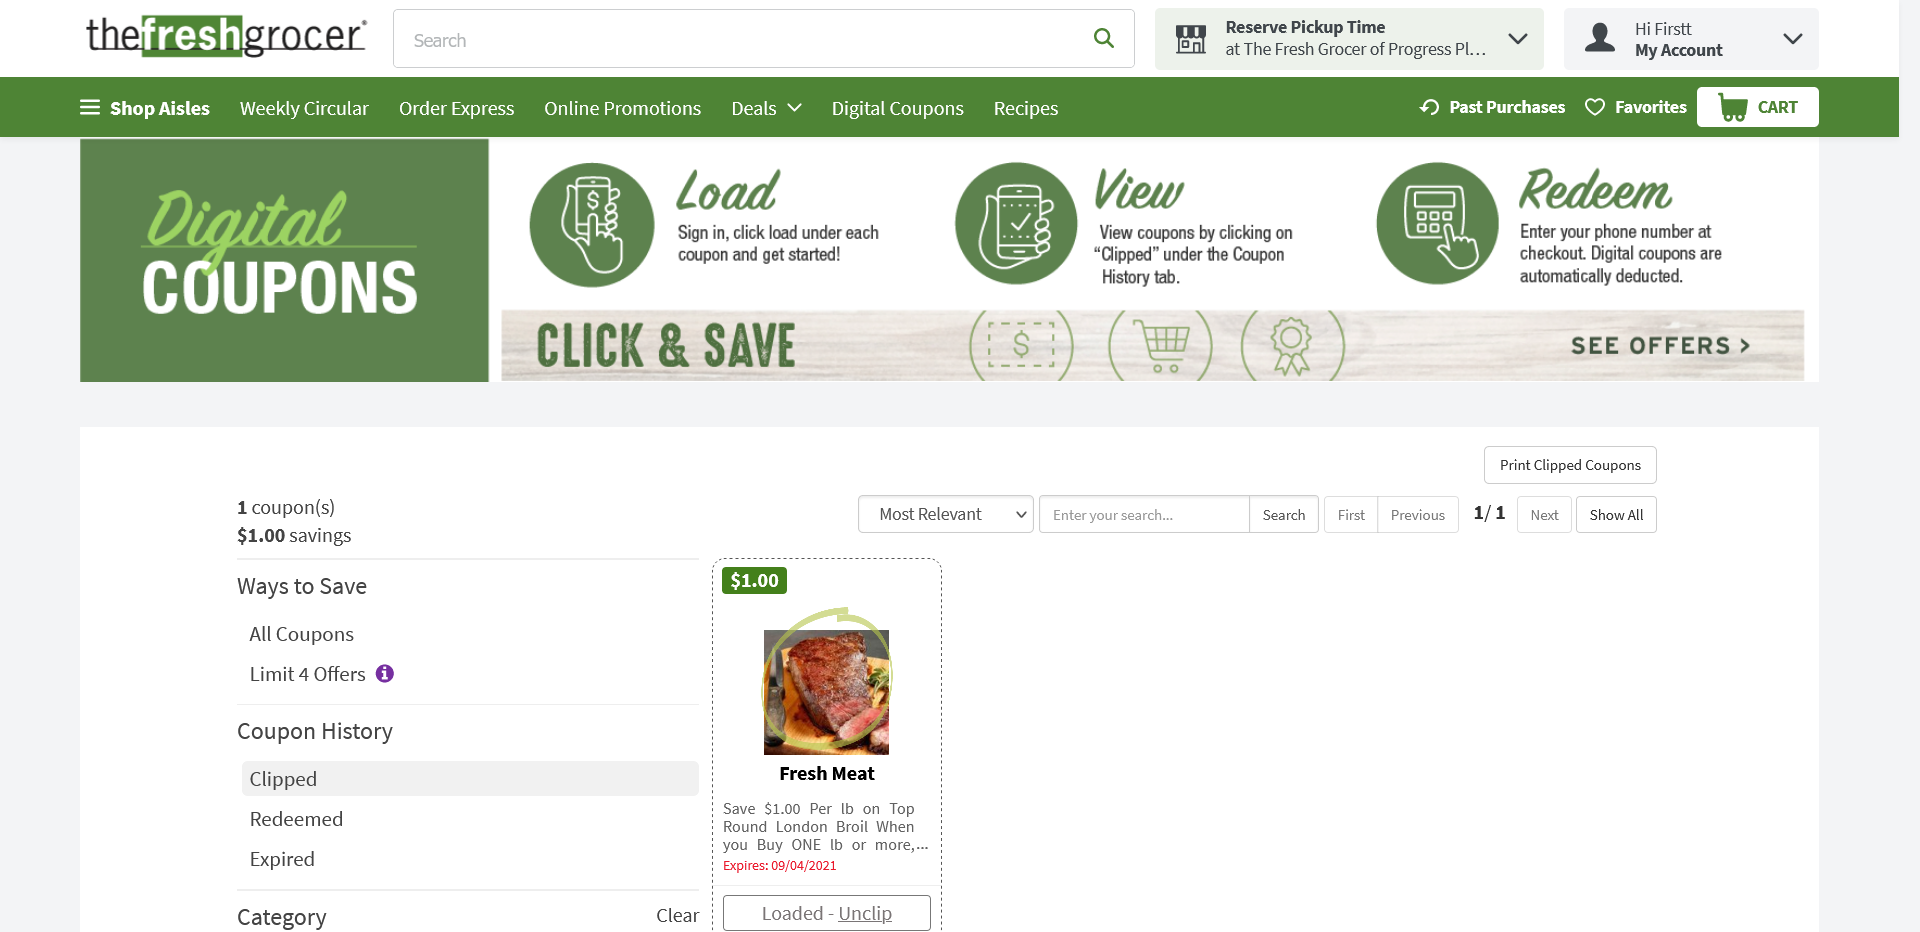 thefreshgrocer®
Search
Reserve Pickup Time
at The Fresh Grocer of Progress Pl...
Hi Firstt
My Account
Shop Aisles
Weekly Circular
Order Express
Online Promotions
Deals
Digital Coupons
Recipes
Past Purchases
Favorites
CART
Digital
COUPONS
Load
Sign in, click load under each
coupon and get started!
View
View coupons by clicking on
“Clipped” under the Coupon
History tab.
Redeem
Enter your phone number at
checkout. Digital coupons are
automatically deducted.
CLICK & SAVE
$
SEE OFFERS >
Print Clipped Coupons
1 coupon(s)
$1.00 savings
Most Relevant
Enter your search...
Search
First
Previous
1/ 1
Next
Show All
Ways to Save
All Coupons
Limit 4 Offers
Coupon History
Clipped
Redeemed
Expired
Category
Clear
$1.00
Fresh Meat
Save $1.00 Per lb on Top
Round London Broil When
you Buy ONE lb or more,...
Expires: 09/04/2021
Loaded - Unclip